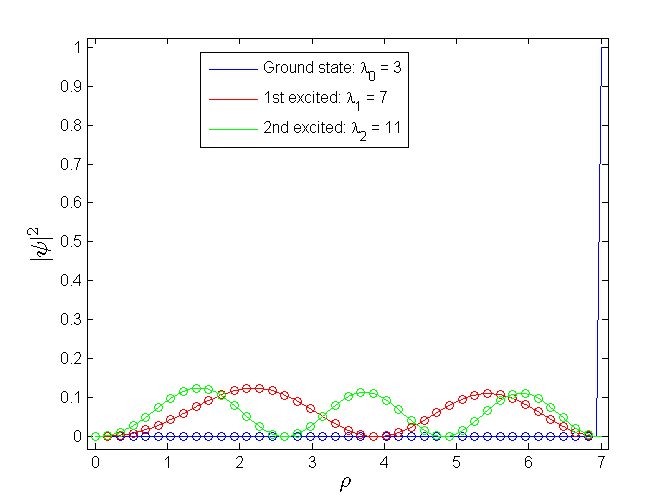 Ground state: λ0 = 3
1st excited: λ1 = 7
2nd excited: λ2 = 11
|ψ|²
1
0.9
0.8
0.7
0.6
0.5
0.4
0.3
0.2
0.1
0
0 1 2 3 4 5 6 7
ρ